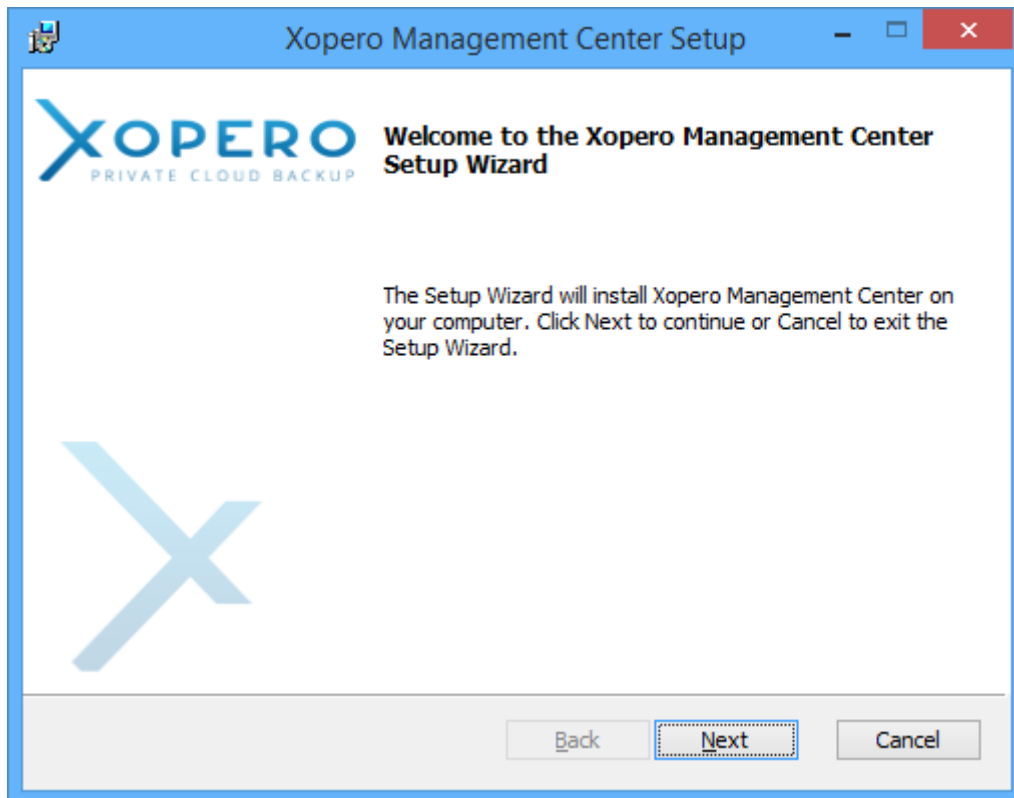 Xopero Management Center Setup
XOPERO
PRIVATE CLOUD BACKUP
Welcome to the Xopero Management Center
Setup Wizard
The Setup Wizard will install Xopero Management Center on
your computer. Click Next to continue or Cancel to exit the
Setup Wizard.
Back
Next
Cancel